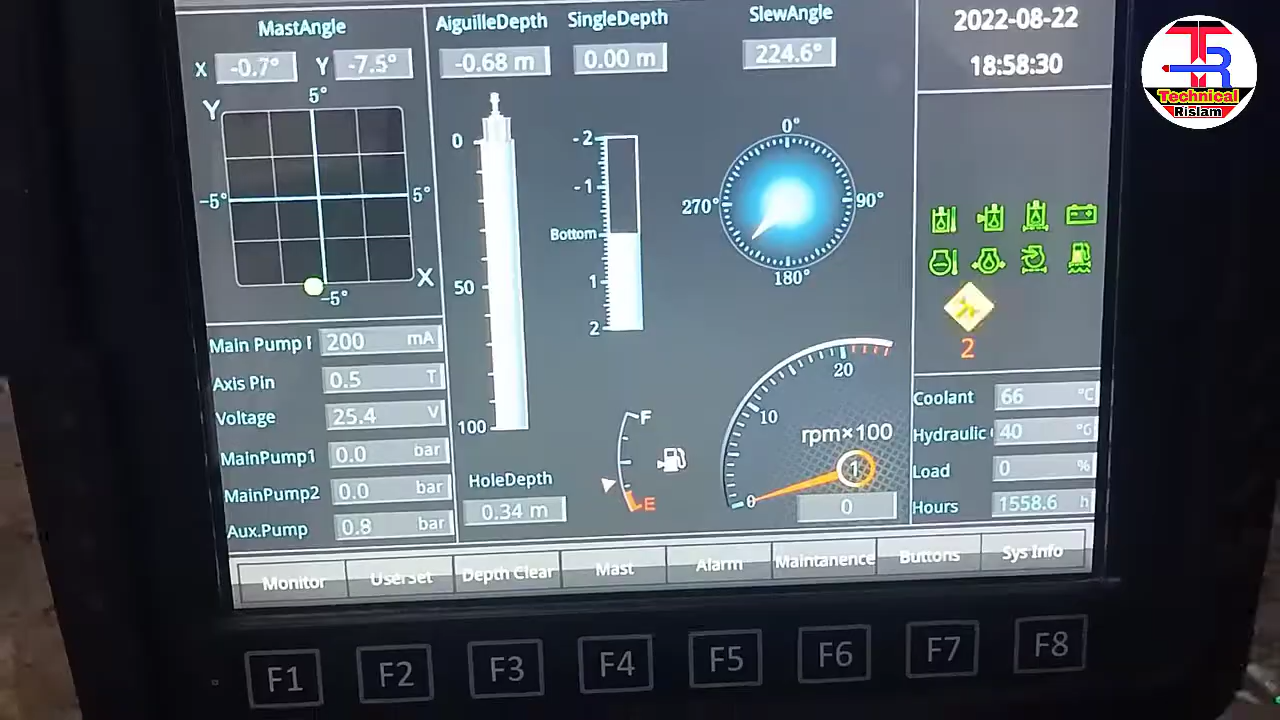 MastAngle
X -0.7° Y -7.5°
AiguilleDepth
-0.68 m
SingleDepth
0.00 m
SlewAngle
224.6°
2022-08-22
18:58:30
TR
Technical
Rislam
Y
5°
-5°
5°
X
-5°
0
50
100
-2
-1
Bottom
1
2
0°
270°
90°
180°
2
Main Pump 200 mA
Axis Pin 0.5 T
Voltage 25.4 V
MainPump1 0.0 bar
MainPump2 0.0 bar
Aux.Pump 0.8 bar
HoleDepth
0.34 m
F
E
20
10
rpm×100
1
0
0
Coolant 66 °C
Hydraulic 40 °C
Load 0 %
Hours 1558.6 h
Monitor
Userset
Depth Clear
Mast
Alarm
Maintanence
Buttons
Sys Info
F1 F2 F3 F4 F5 F6 F7 F8